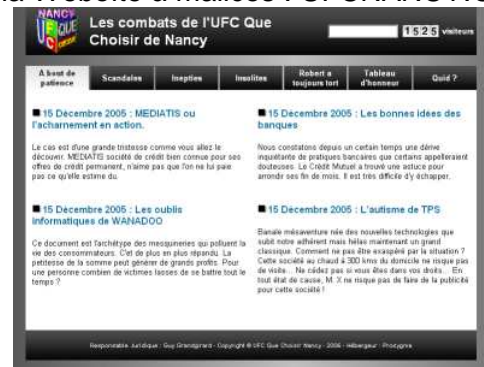 NANCY
UFC QUE CHOISIR
Les combats de l'UFC Que
Choisir de Nancy
1525 visiteurs
A bout de
patience
Scandales
Inepties
Insolites
Robert a
toujours tort
Tableau
d'honneur
Quid ?
15 Décembre 2005 : MEDIATIS ou
l'acharnement en action.
Le cas est d'une grande tristesse comme vous allez le
découvrir. MEDIATIS société de crédit bien connue pour ses
offres de crédit permanent, n'aime pas que l'on ne lui paie
pas ce qu'elle estime du.
15 Décembre 2005 : Les bonnes idées des
banques
Nous constatons depuis un certain temps une dérive
inquiétante de pratiques bancaires que certains appelleraient
douteuses. Le Crédit Mutuel a trouvé une astuce pour
arrondir ses fin de mois. Il est très difficile d'y échapper.
15 Décembre 2005 : Les oublis
informatiques de WANADOO
Ce document est l'archétype des mesquineries qui polluent la
vie des consommateurs. C'et de plus en plus répandu. La
petitesse de la somme peut générer de grands profits. Pour
une personne combien de victimes lasses de se battre tout le
temps ?
15 Décembre 2005 : L'autisme de TPS
Banale mésaventure née des nouvelles technologies que
subit notre adhérent mais hélas maintenant un grand
classique. Comment ne pas être exaspéré par la situation ?
Cette société au chaud à 300 kms du domicile ne risque pas
de visite... Ne cédez pas si vous êtes dans vos droits... En
tout état de cause, M. X ne risque pas de faire de la publicité
pour cette société !
Responsable Juridique : Guy Grandgirard - Copyright © UFC Que Choisir Nancy - 2005 - Hébergeur : Proxygnia